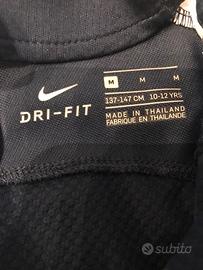 M M M
DRI-FIT
137-147 CM 10-12 YRS
MADE IN THAILAND
FABRIQUÉ EN THAÏLANDE
subito